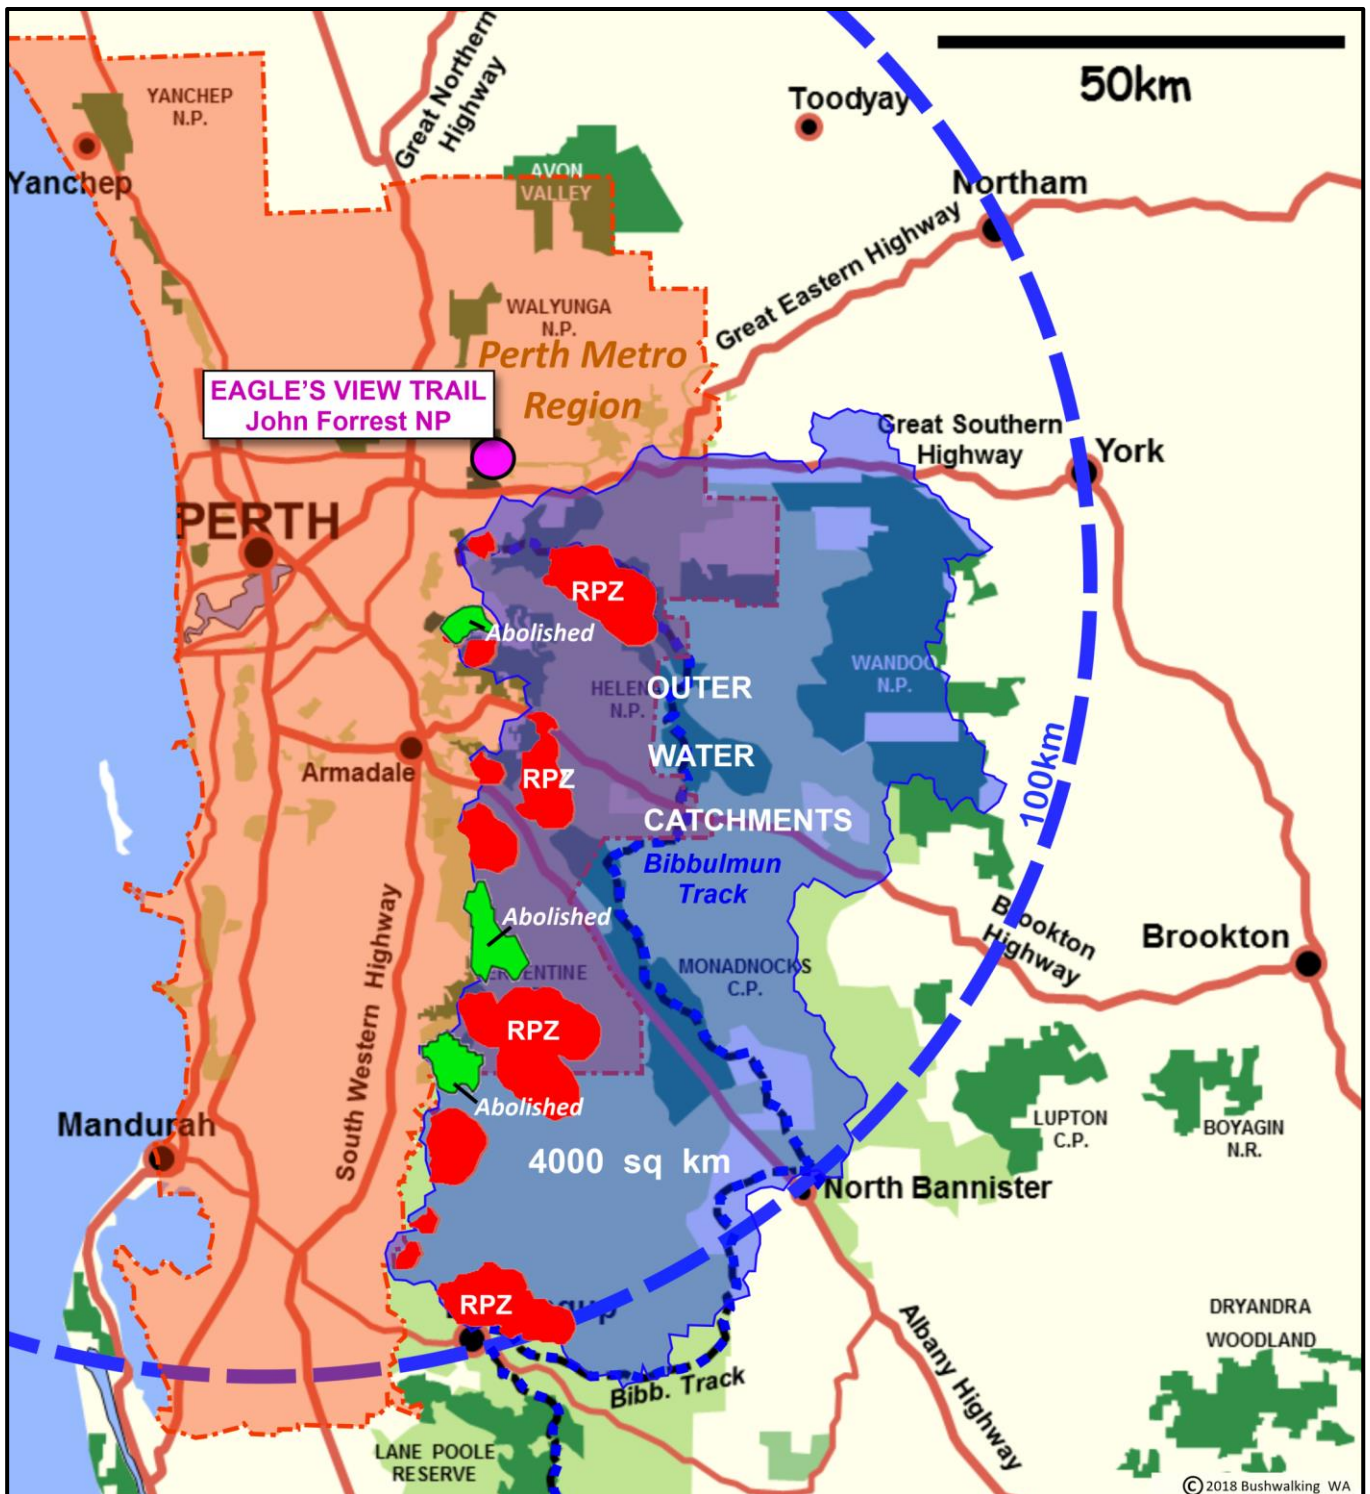 50km
Great Northern
Highway
Toodyay
YANCHEP
N.P.
Yanchep
AVON
VALLEY
Northam
Great Eastern Highway
WALYUNGA
N.P.
Perth Metro
Region
EAGLE'S VIEW TRAIL
John Forrest NP
Great Southern
Highway
York
PERTH
RPZ
Abolished
WANDOO
N.P.
HELENA
N.P.
OUTER
WATER
CATCHMENTS
100km
Armadale
RPZ
Bibbulmun
Track
Abolished
Brookton
Highway
Brookton
South Western Highway
MONADNOCKS
C.P.
RPZ
Abolished
LUPTON
C.P.
BOYAGIN
N.R.
Mandurah
4000 sq km
North Bannister
RPZ
Albany Highway
Bibb. Track
DRYANDRA
WOODLAND
LANE POOLE
RESERVE
© 2018 Bushwalking WA